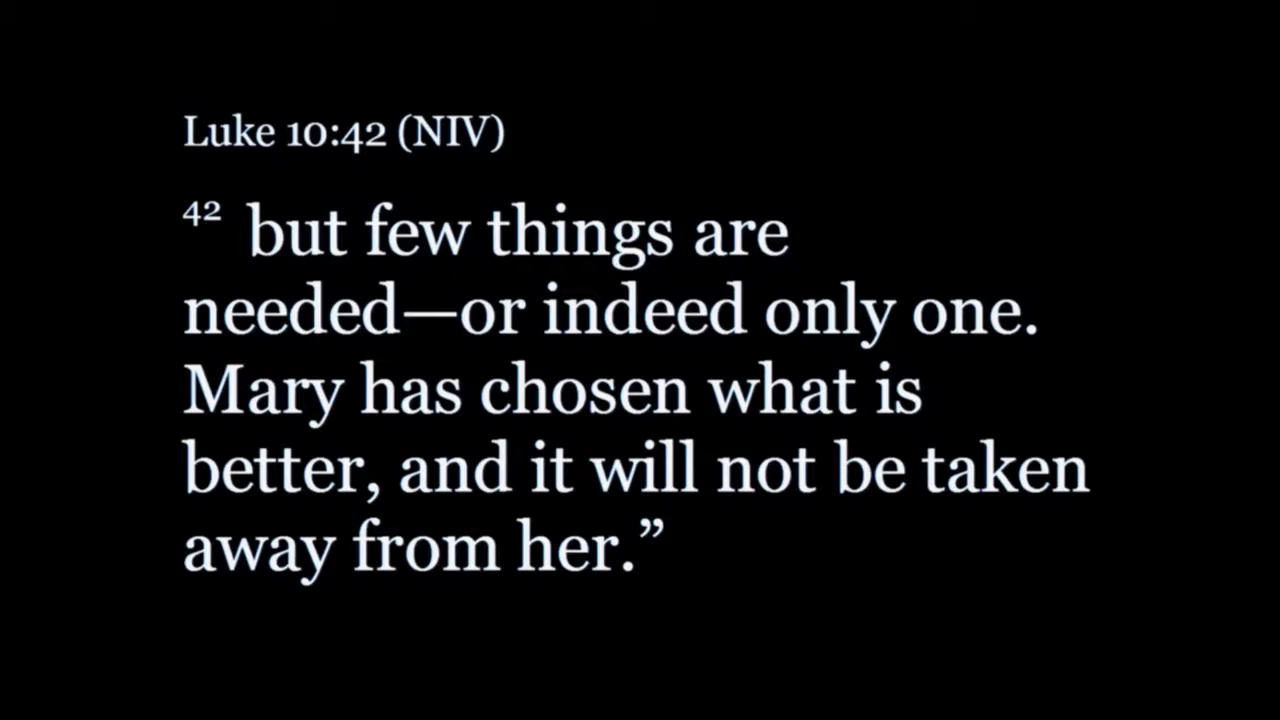 Luke 10:42 (NIV)
42 but few things are
needed—or indeed only one.
Mary has chosen what is
better, and it will not be taken
away from her.”